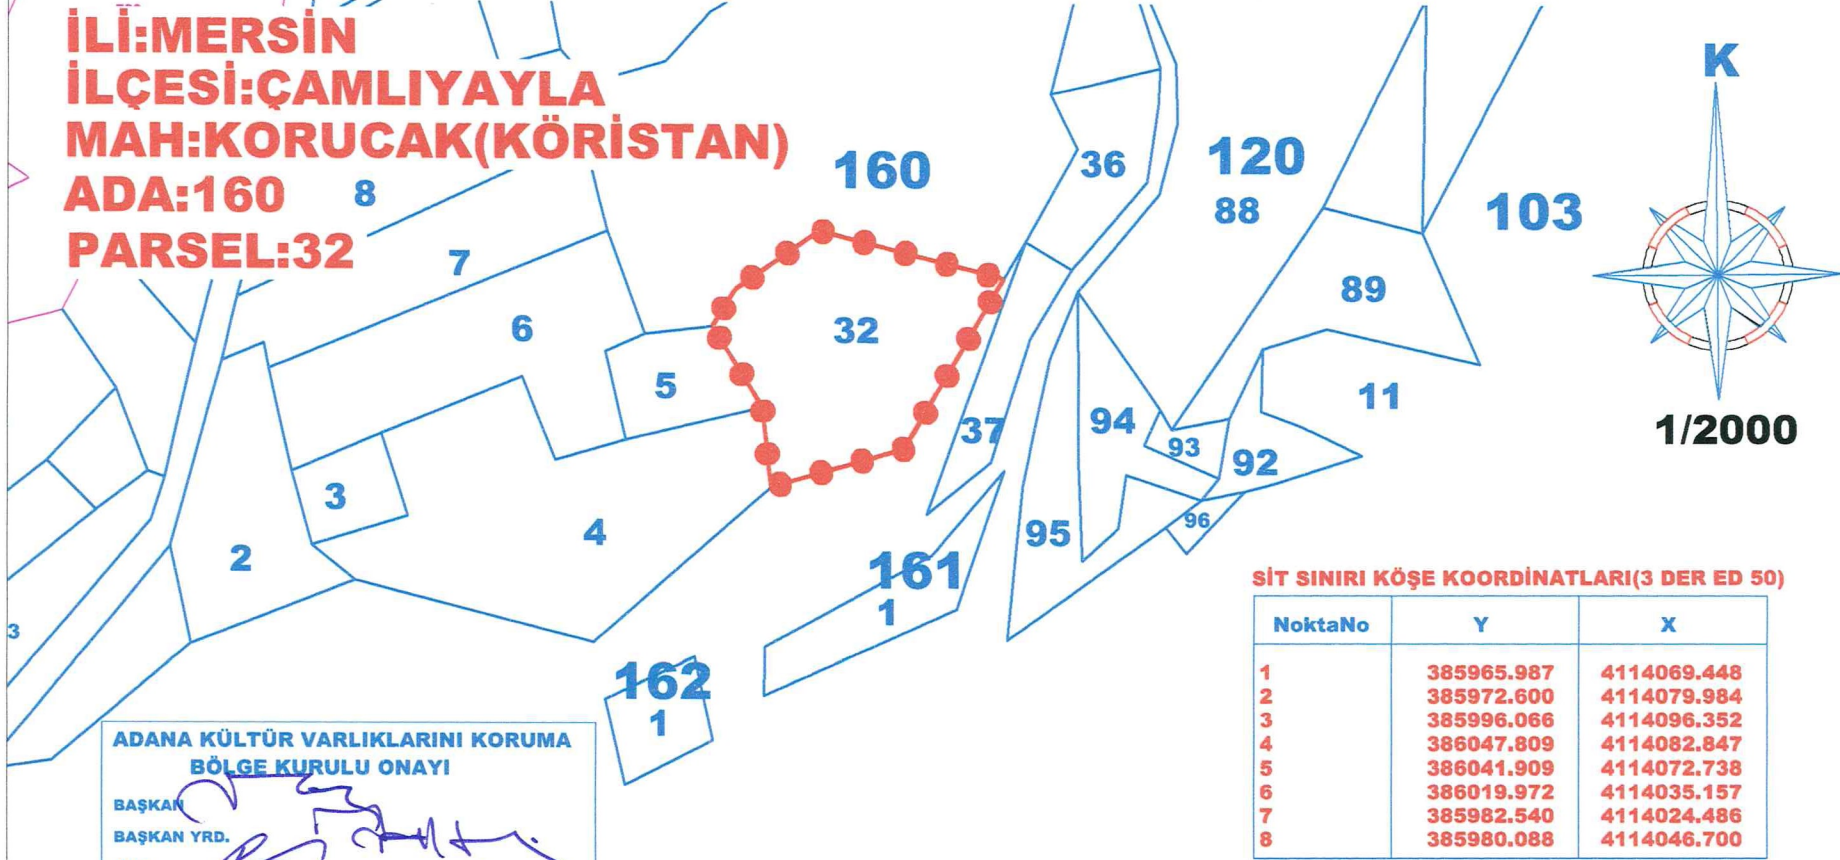 İLİ:MERSİN
İLÇESİ:ÇAMLIYAYLA
MAH:KORUCAK(KÖRİSTAN)
ADA:160
PARSEL:32
K
1/2000
160
120
103
36
88
8
7
6
32
89
5
37
94
93
92
11
3
2
4
95
96
161
1
162
1
3
SİT SINIRI KÖŞE KOORDİNATLARI(3 DER ED 50)
NoktaNo Y X
1 385965.987 4114069.448
2 385972.600 4114079.984
3 385996.066 4114096.352
4 386047.809 4114082.847
5 386041.909 4114072.738
6 386019.972 4114035.157
7 385982.540 4114024.486
8 385980.088 4114046.700
ADANA KÜLTÜR VARLIKLARINI KORUMA
BÖLGE KURULU ONAYI
BAŞKAN
BAŞKAN YRD.